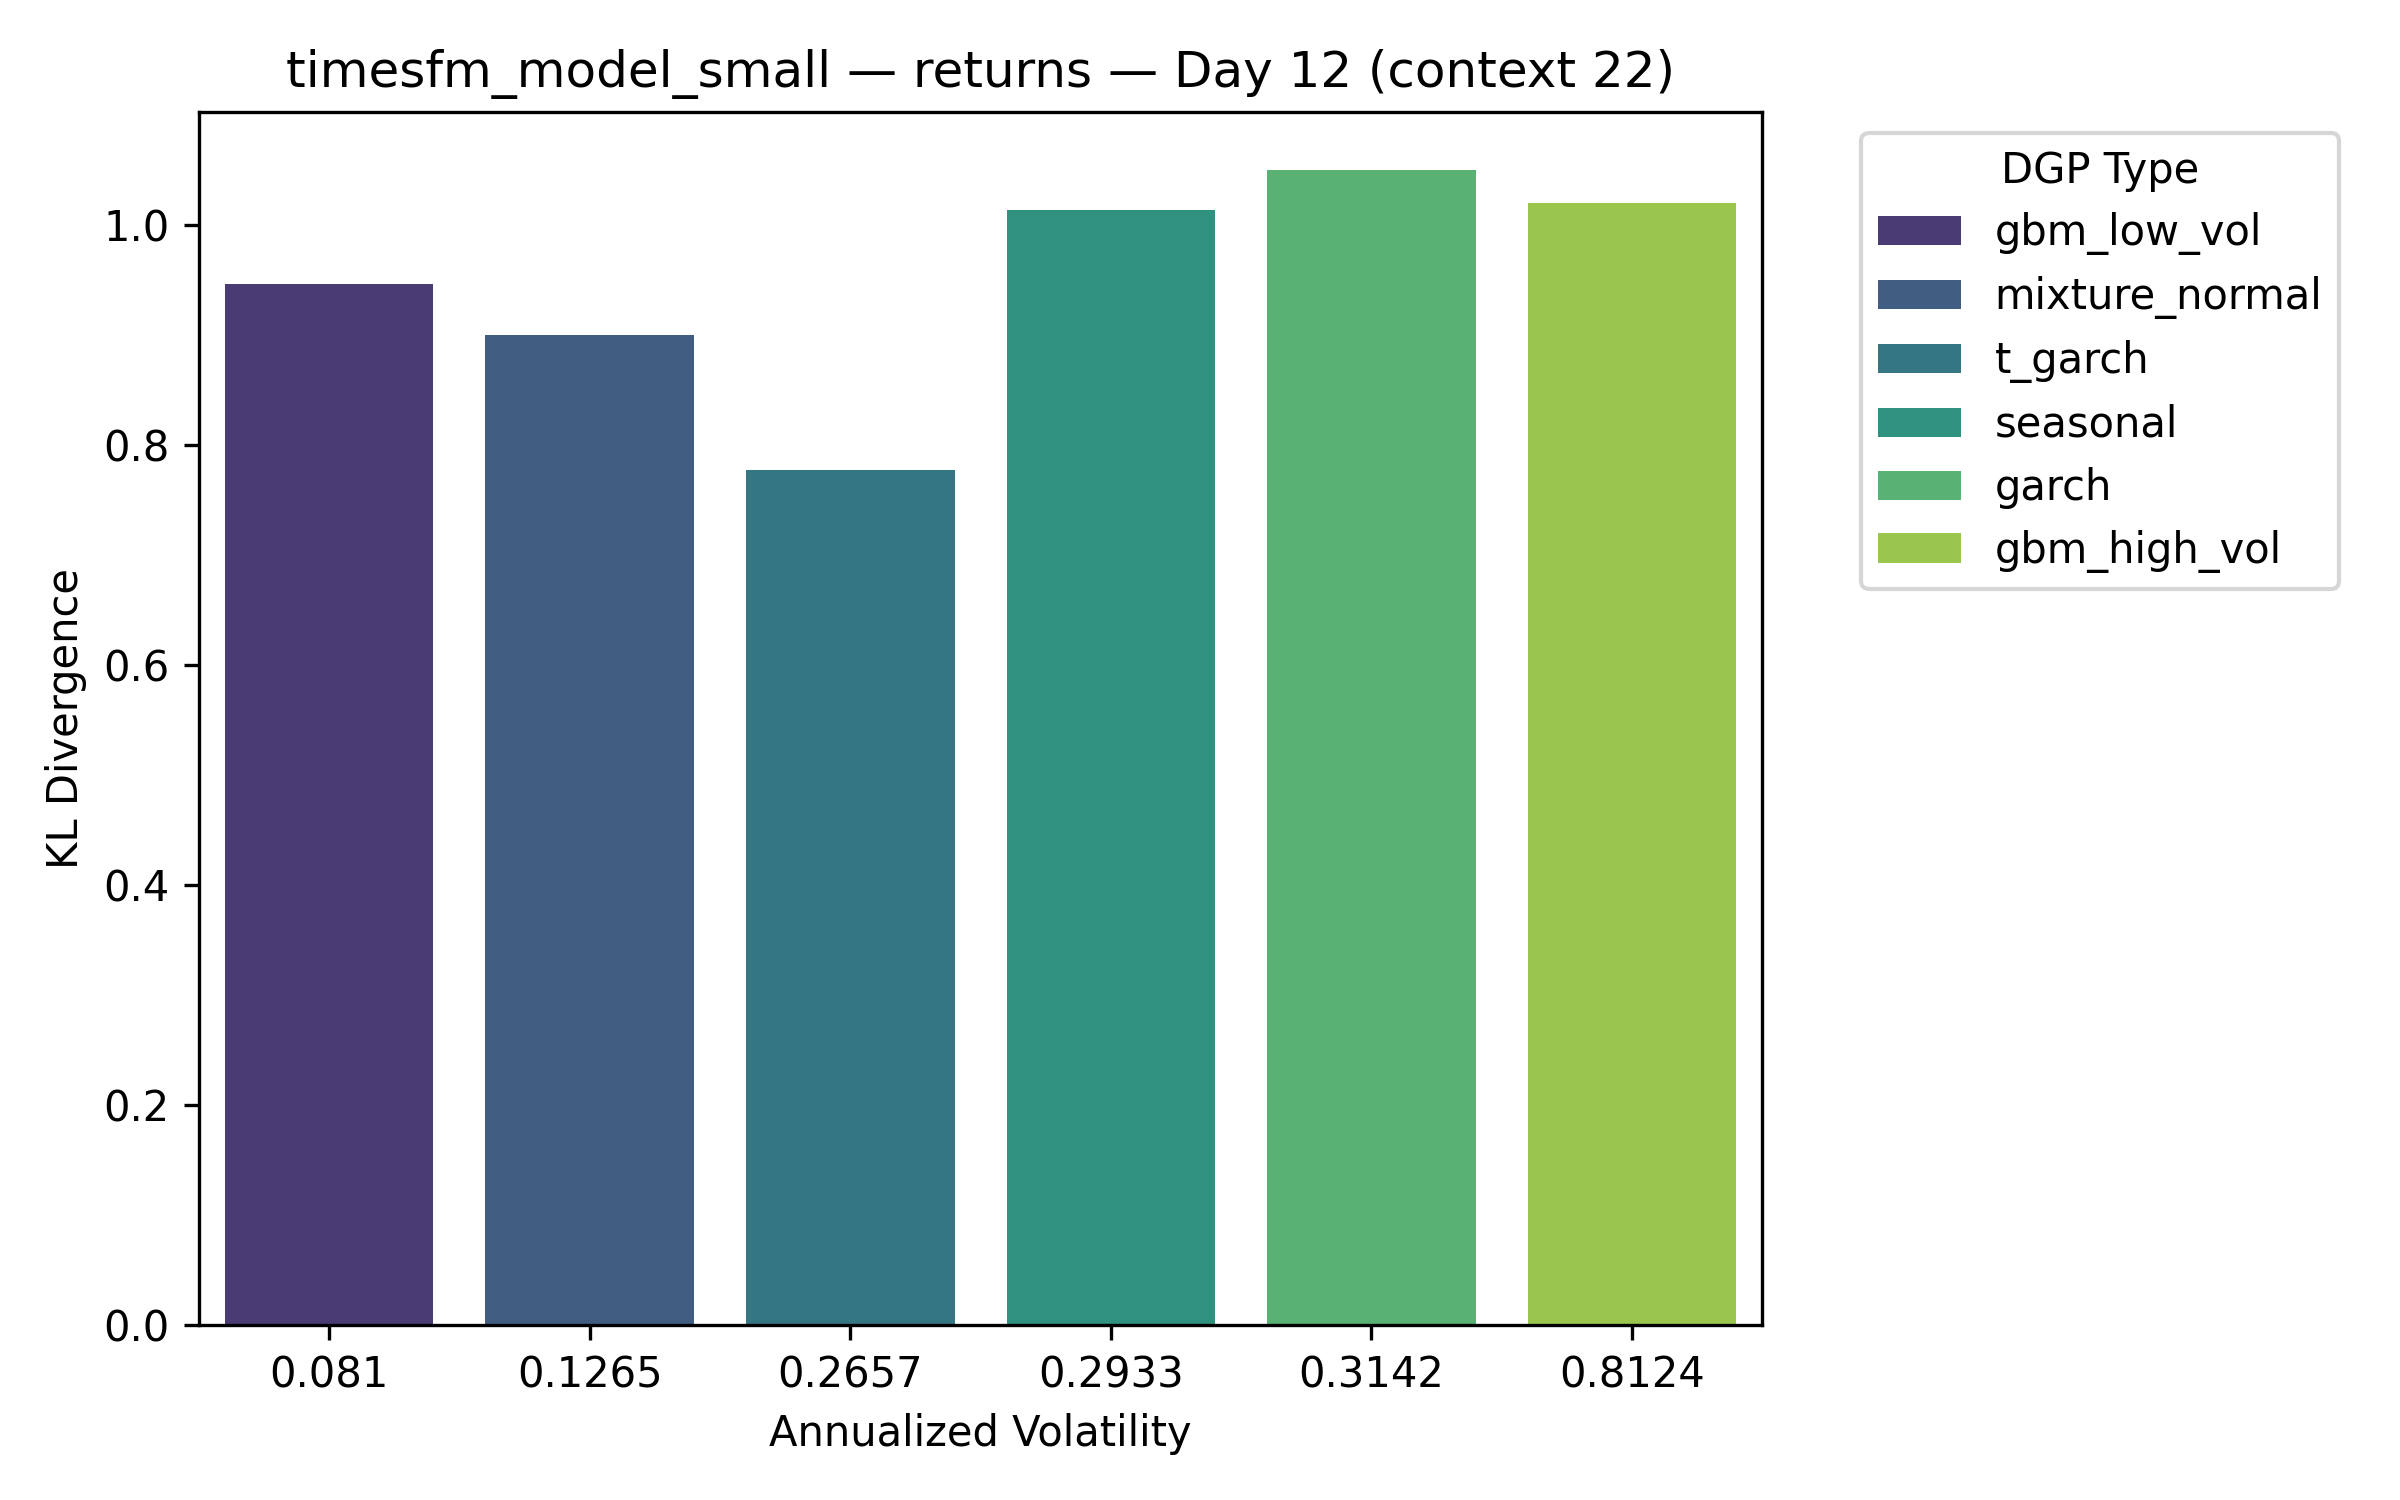 timesfm_model_small — returns — Day 12 (context 22)
DGP Type
gbm_low_vol
mixture_normal
t_garch
seasonal
garch
gbm_high_vol
KL Divergence
1.0
0.8
0.6
0.4
0.2
0.0
0.081 0.1265 0.2657 0.2933 0.3142 0.8124
Annualized Volatility